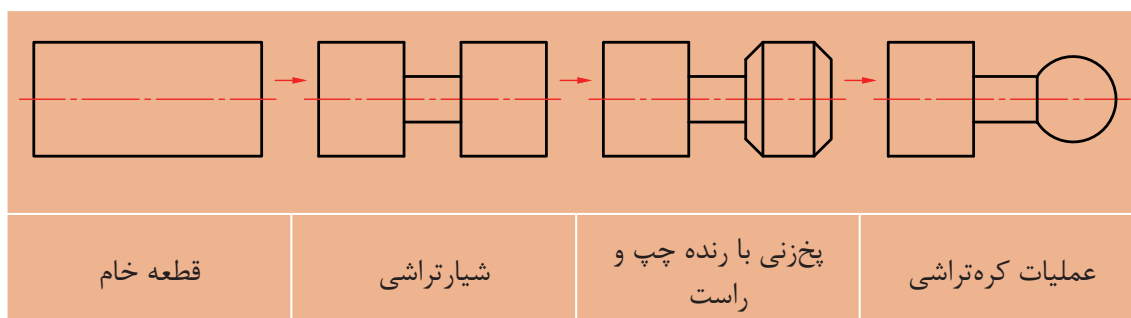 قطعه خام
شیارتراشی
پخ‌زنی با رنده چپ و
راست
عملیات کره‌تراشی